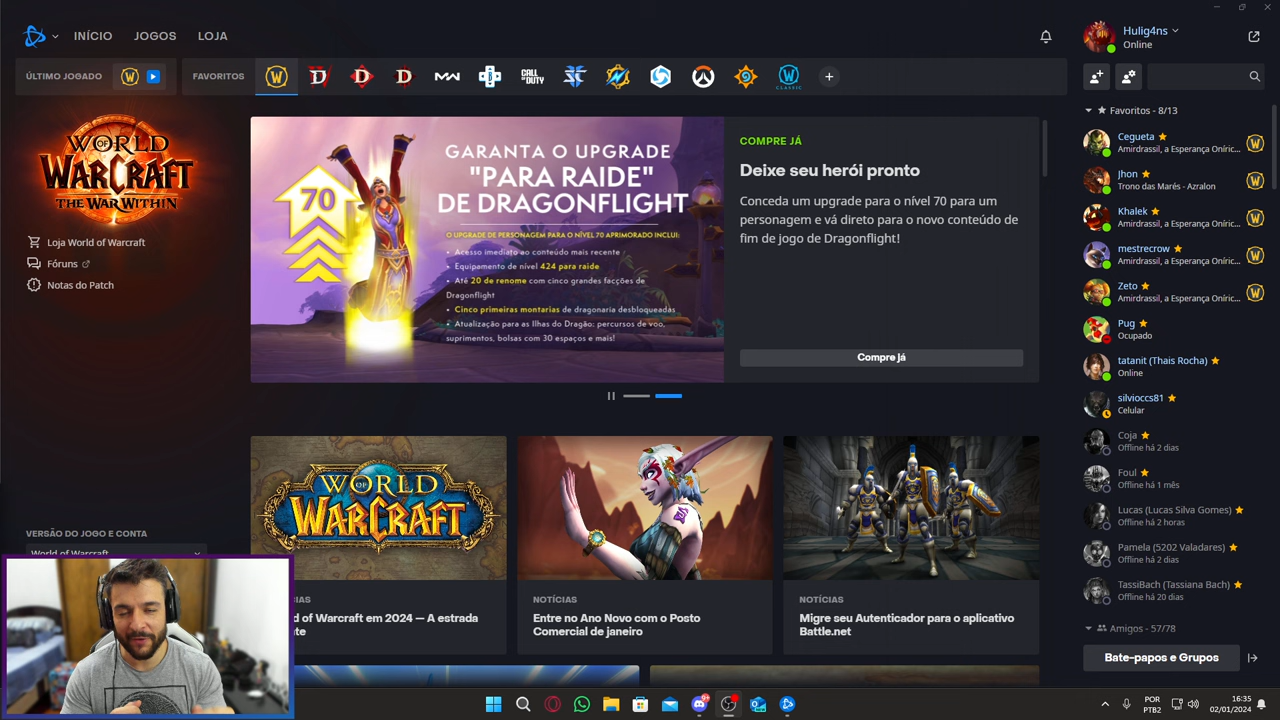 INÍCIO
JOGOS
LOJA
Hulig4ns
Online
ÚLTIMO JOGADO
FAVORITOS
CALL OF DUTY
CLASSIC
WORLD
OF
WARCRAFT
THE WAR WITHIN
Loja World of Warcraft
Fóruns
Notas do Patch
70
GARANTA O UPGRADE
"PARA RAIDE"
DE DRAGONFLIGHT
O UPGRADE DE PERSONAGEM PARA O NÍVEL 70 APRIMORADO INCLUI:
• Acesso imediato ao conteúdo mais recente
• Equipamento de nível 424 para raide
• Até 20 de renome com cinco grandes facções de
Dragonflight
• Cinco primeiras montarias de dragonaria desbloqueadas
• Atualização para as Ilhas do Dragão: percursos de voo,
suprimentos, bolsas com 30 espaços e mais!
COMPRE JÁ
Deixe seu herói pronto
Conceda um upgrade para o nível 70 para um
personagem e vá direto para o novo conteúdo de
fim de jogo de Dragonflight!
Compre já
Favoritos - 8/13
Cegueta
Amirdrassil, a Esperança Oníric...
Jhon
Trono das Marés - Azralon
Khalek
Amirdrassil, a Esperança Oníric...
mestrecrow
Amirdrassil, a Esperança Oníric...
Zeto
Amirdrassil, a Esperança Oníric...
Pug
Ocupado
tatanit (Thais Rocha)
Online
silvioccs81
Celular
Coja
Offline há 2 dias
Foul
Offline há 1 mês
Lucas (Lucas Silva Gomes)
Offline há 2 horas
Pamela (5202 Valadares)
Offline há 2 dias
TassiBach (Tassiana Bach)
Offline há 20 dias
Amigos - 57/78
Bate-papos e Grupos
VERSÃO DO JOGO E CONTA
World of Warcraft
WORLD
OF
WARCRAFT
of Warcraft em 2024 — A estrada
NOTÍCIAS
Entre no Ano Novo com o Posto
Comercial de janeiro
NOTÍCIAS
Migre seu Autenticador para o aplicativo
Battle.net
POR
PTB2
16:35
02/01/2024